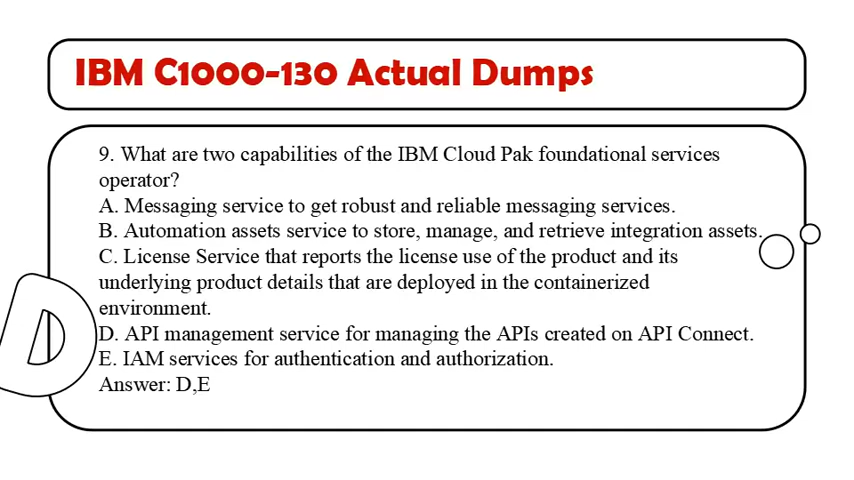 IBM C1000-130 Actual Dumps
9. What are two capabilities of the IBM Cloud Pak foundational services
operator?
A. Messaging service to get robust and reliable messaging services.
B. Automation assets service to store, manage, and retrieve integration assets.
C. License Service that reports the license use of the product and its
underlying product details that are deployed in the containerized
environment.
D. API management service for managing the APIs created on API Connect.
E. IAM services for authentication and authorization.
Answer: D,E
D